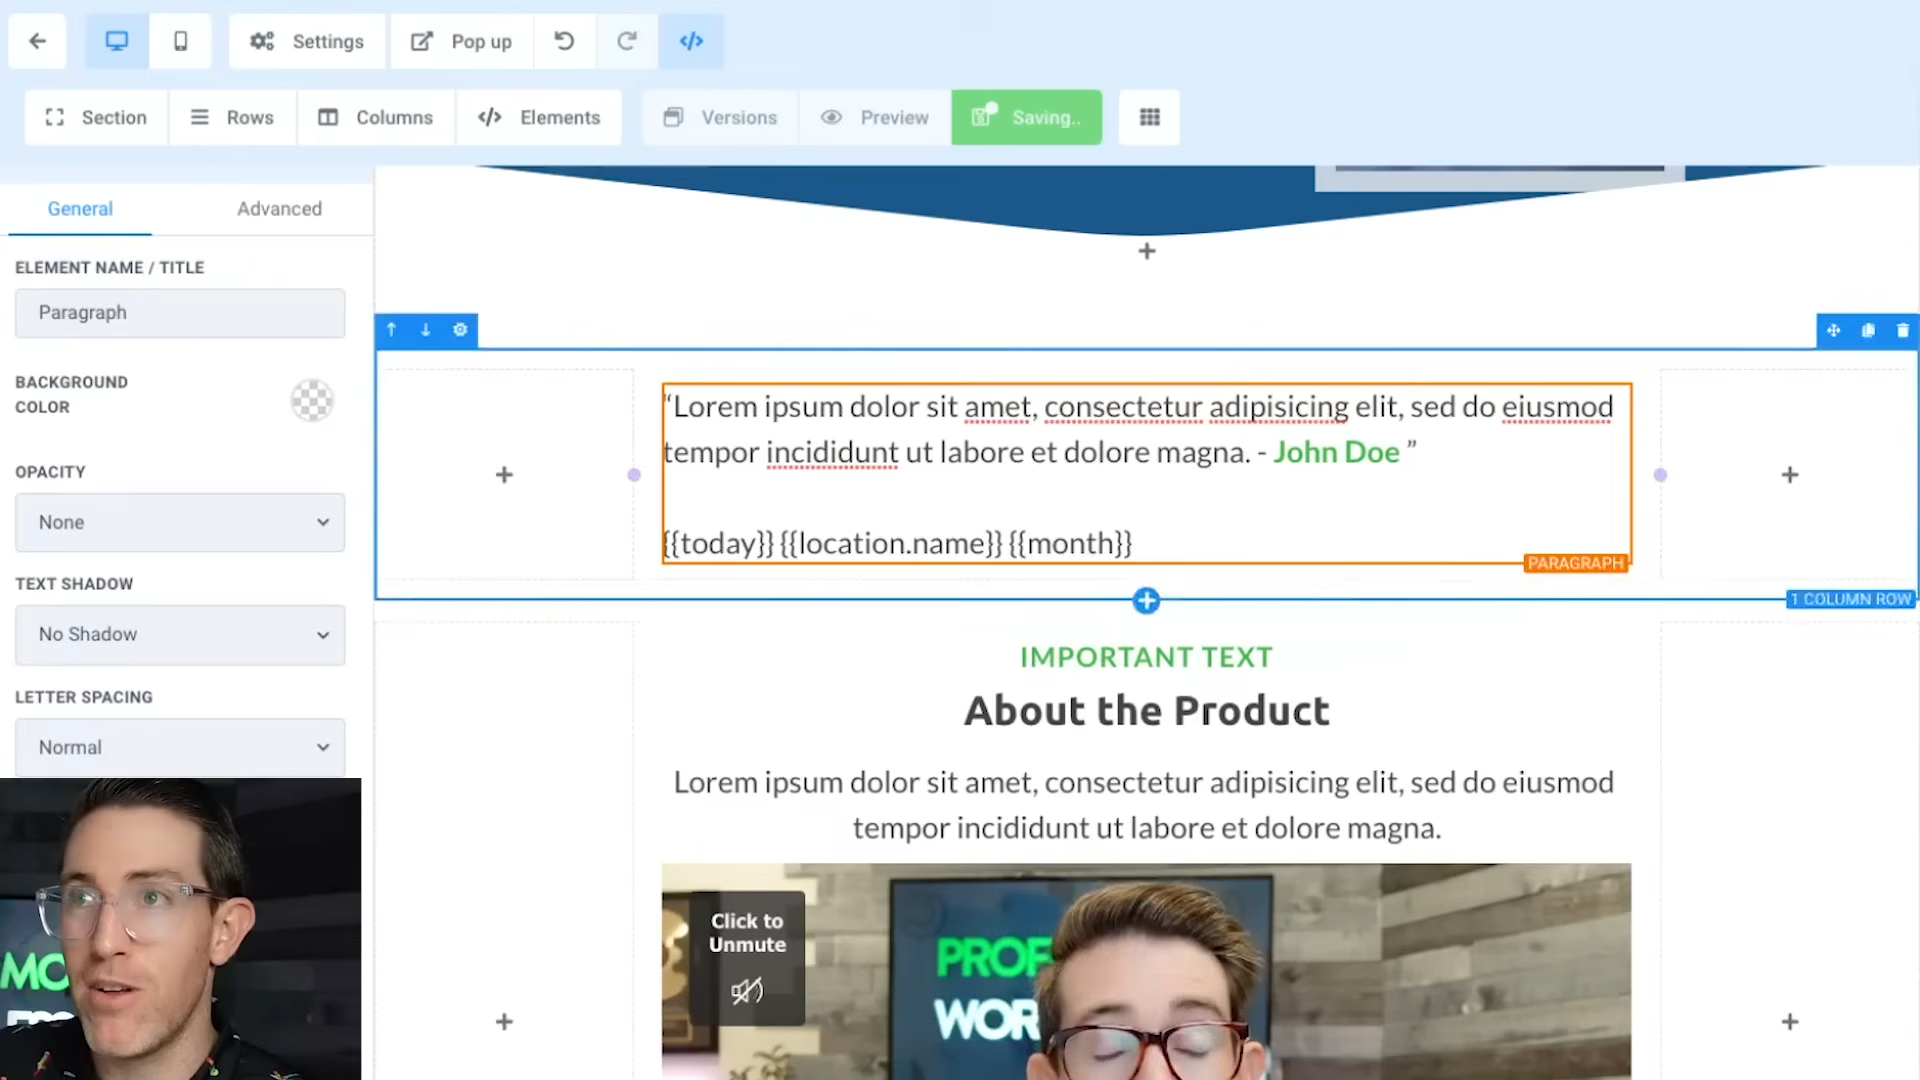 Settings
Pop up
Section
Rows
Columns
Elements
Versions
Preview
Saving..
General
Advanced
ELEMENT NAME / TITLE
Paragraph
BACKGROUND
COLOR
OPACITY
None
TEXT SHADOW
No Shadow
LETTER SPACING
Normal
“Lorem ipsum dolor sit amet, consectetur adipisicing elit, sed do eiusmod
tempor incididunt ut labore et dolore magna. - John Doe ”
{{today}} {{location.name}} {{month}}
PARAGRAPH
1 COLUMN ROW
IMPORTANT TEXT
About the Product
Lorem ipsum dolor sit amet, consectetur adipisicing elit, sed do eiusmod
tempor incididunt ut labore et dolore magna.
Click to
Unmute
PROF
WOR
MO